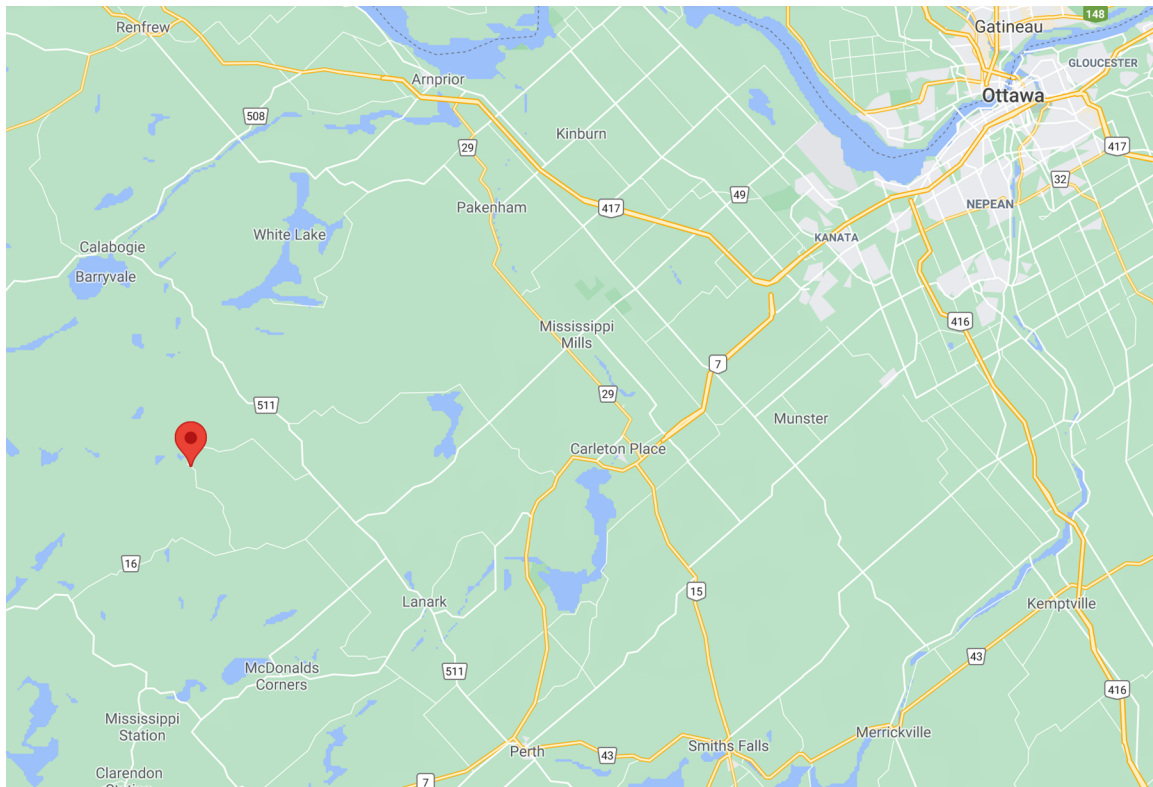 Renfrew
Gatineau
148
GLOUCESTER
Ottawa
Arnprior
508
Kinburn
29
417
32
49
NEPEAN
Pakenham
417
White Lake
KANATA
Calabogie
Barryvale
416
Mississippi
Mills
7
29
511
Munster
Carleton Place
16
15
Lanark
Kemptville
43
McDonalds
Corners
511
416
Mississippi
Station
Merrickville
Perth
43
Smiths Falls
Clarendon
7